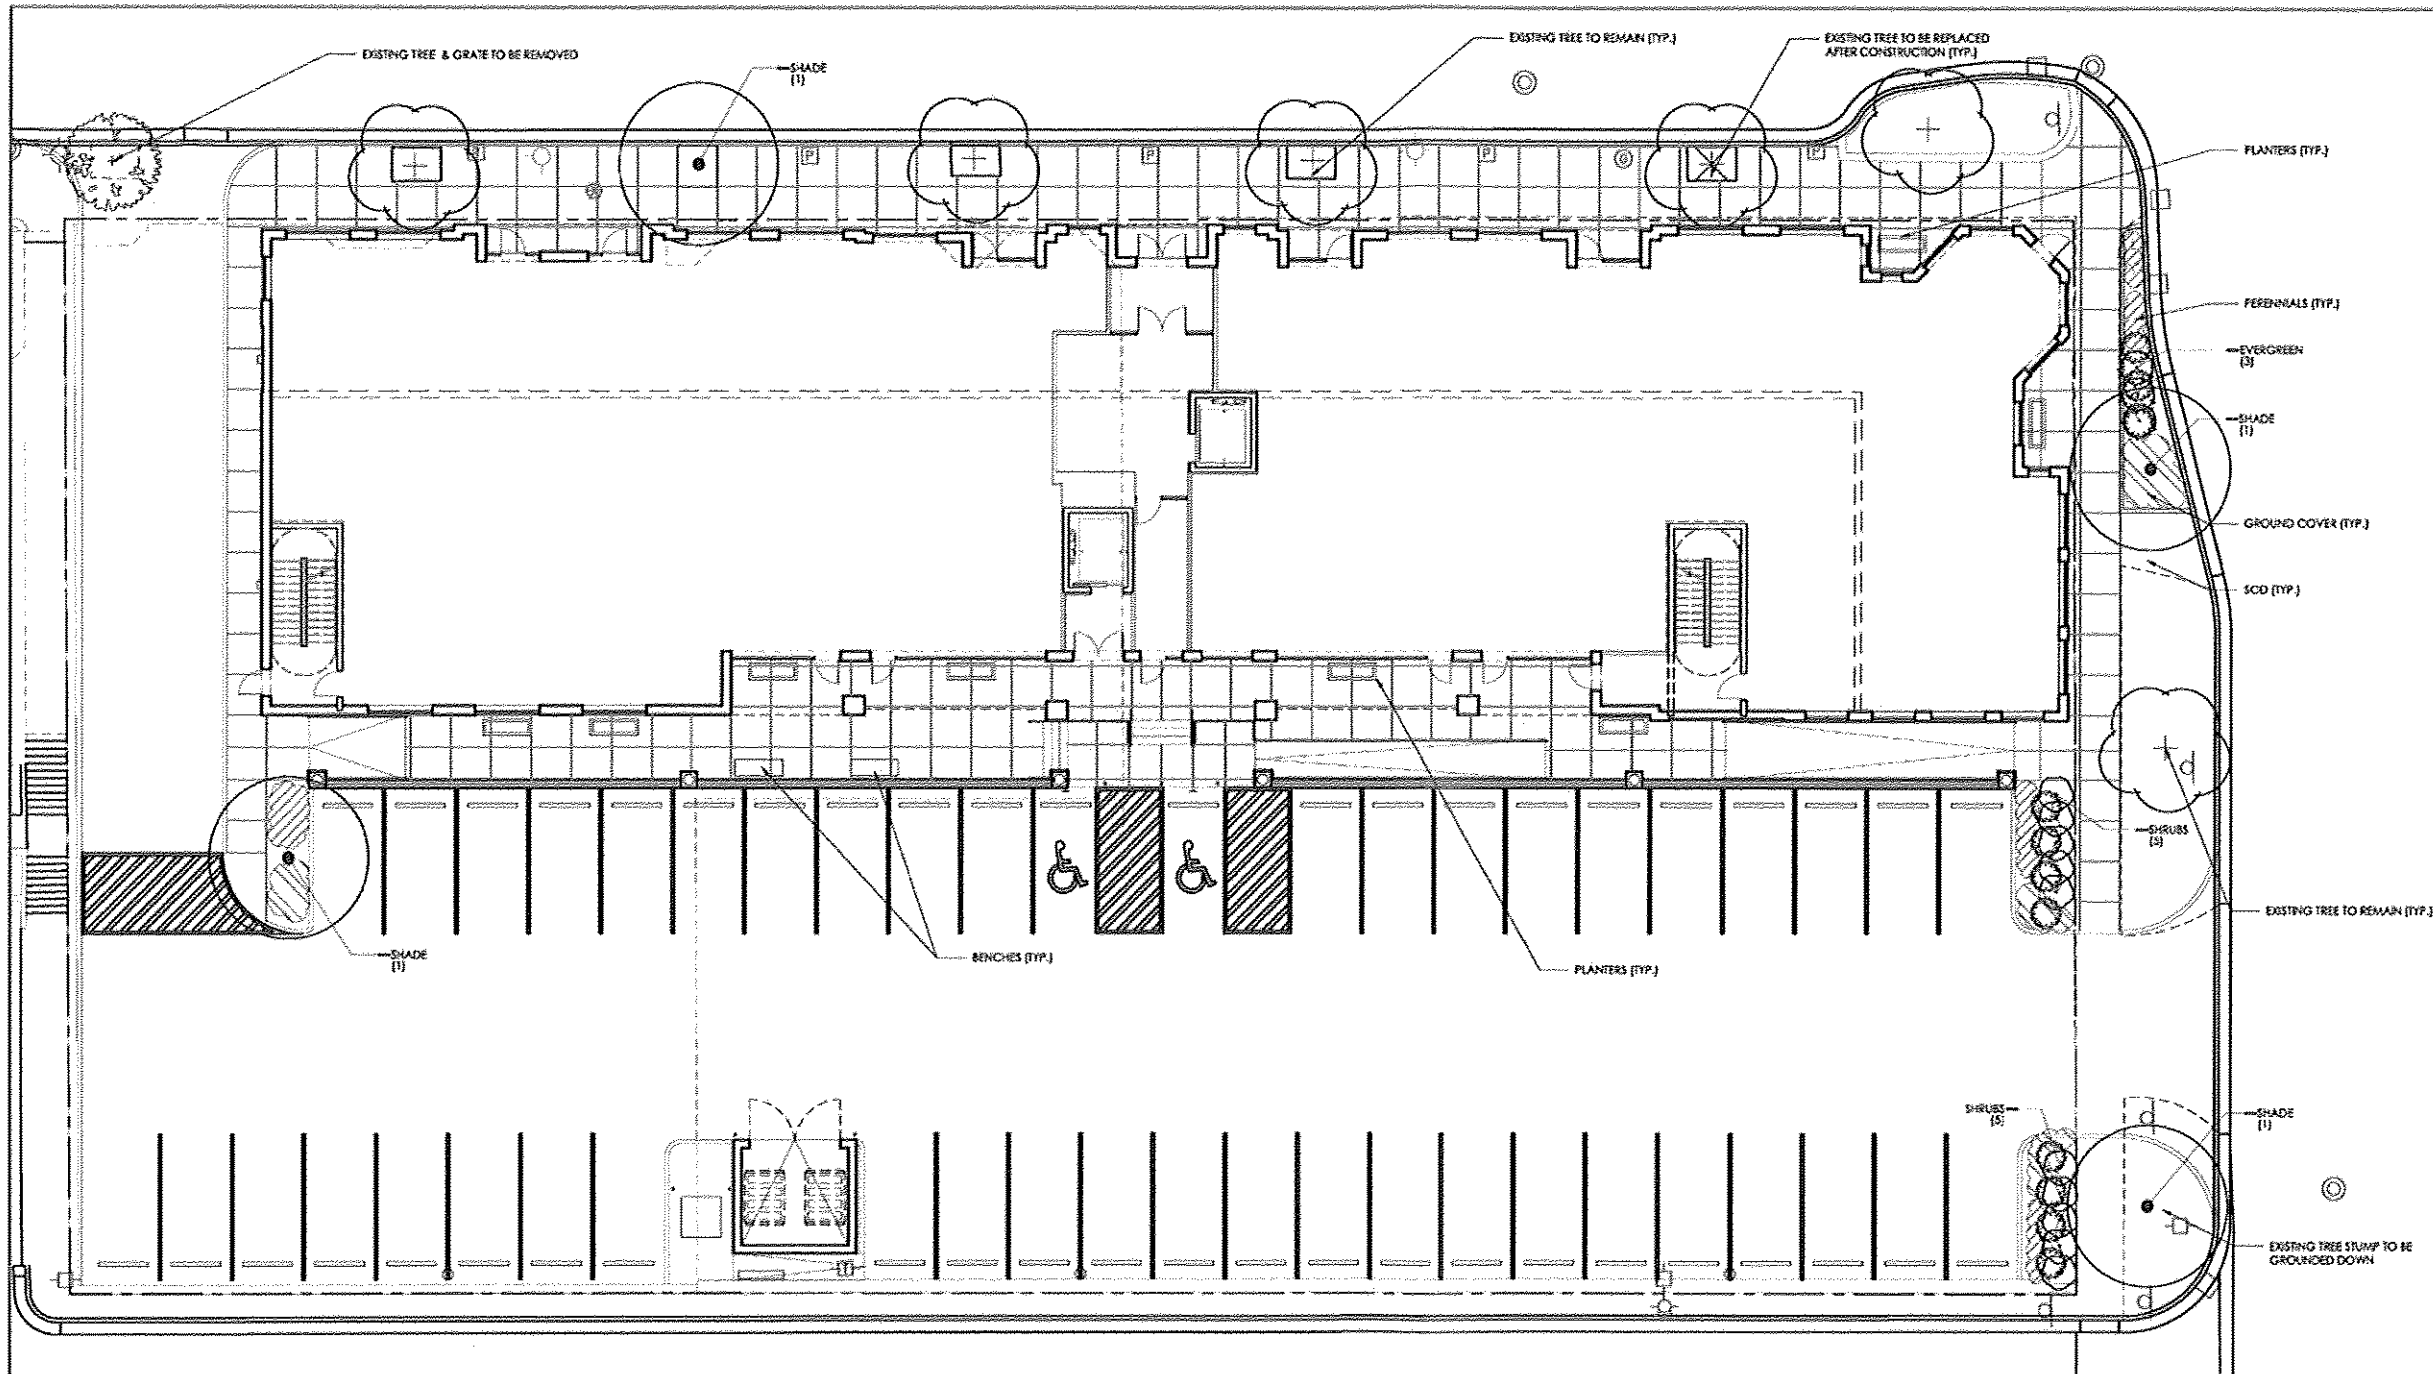 EXISTING TREE & GRATE TO BE REMOVED
SHADE
(1)
EXISTING TREE TO REMAIN (TYP.)
EXISTING TREE TO BE REPLACED
AFTER CONSTRUCTION (TYP.)
P
P
P
G
P
PLANTERS (TYP.)
PERENNIALS (TYP.)
EVERGREEN
(3)
SHADE
(1)
GROUND COVER (TYP.)
SOD (TYP.)
SHRUBS
(5)
EXISTING TREE TO REMAIN (TYP.)
SHADE
(1)
BENCHES (TYP.)
PLANTERS (TYP.)
SHRUBS
(5)
SHADE
(1)
T
EXISTING TREE STUMP TO BE
GROUNDED DOWN